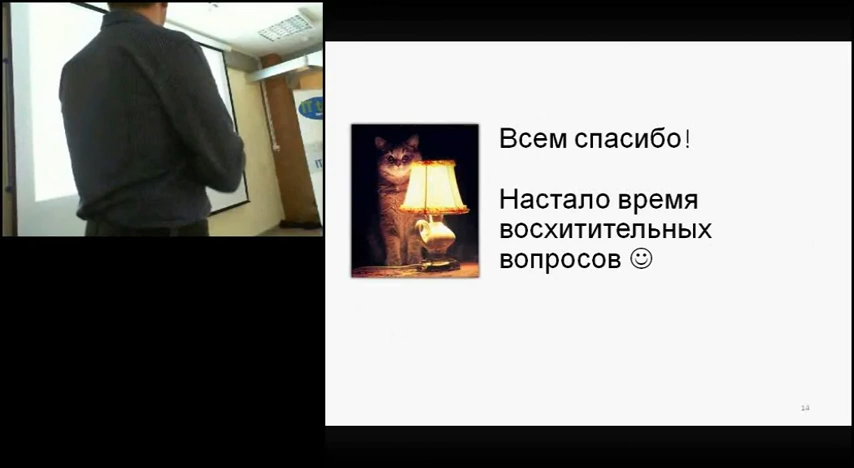 Всем спасибо!
Настало время
восхитительных
вопросов ☺